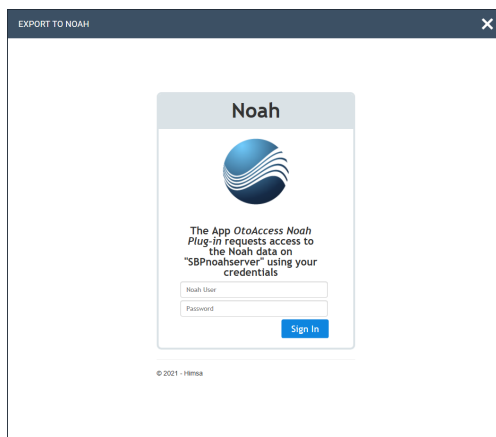 EXPORT TO NOAH
Noah
The App OtoAccess Noah
Plug-in requests access to
the Noah data on
"SBPnoahserver" using your
credentials
Noah User
Password
Sign In
© 2021 - Himsa